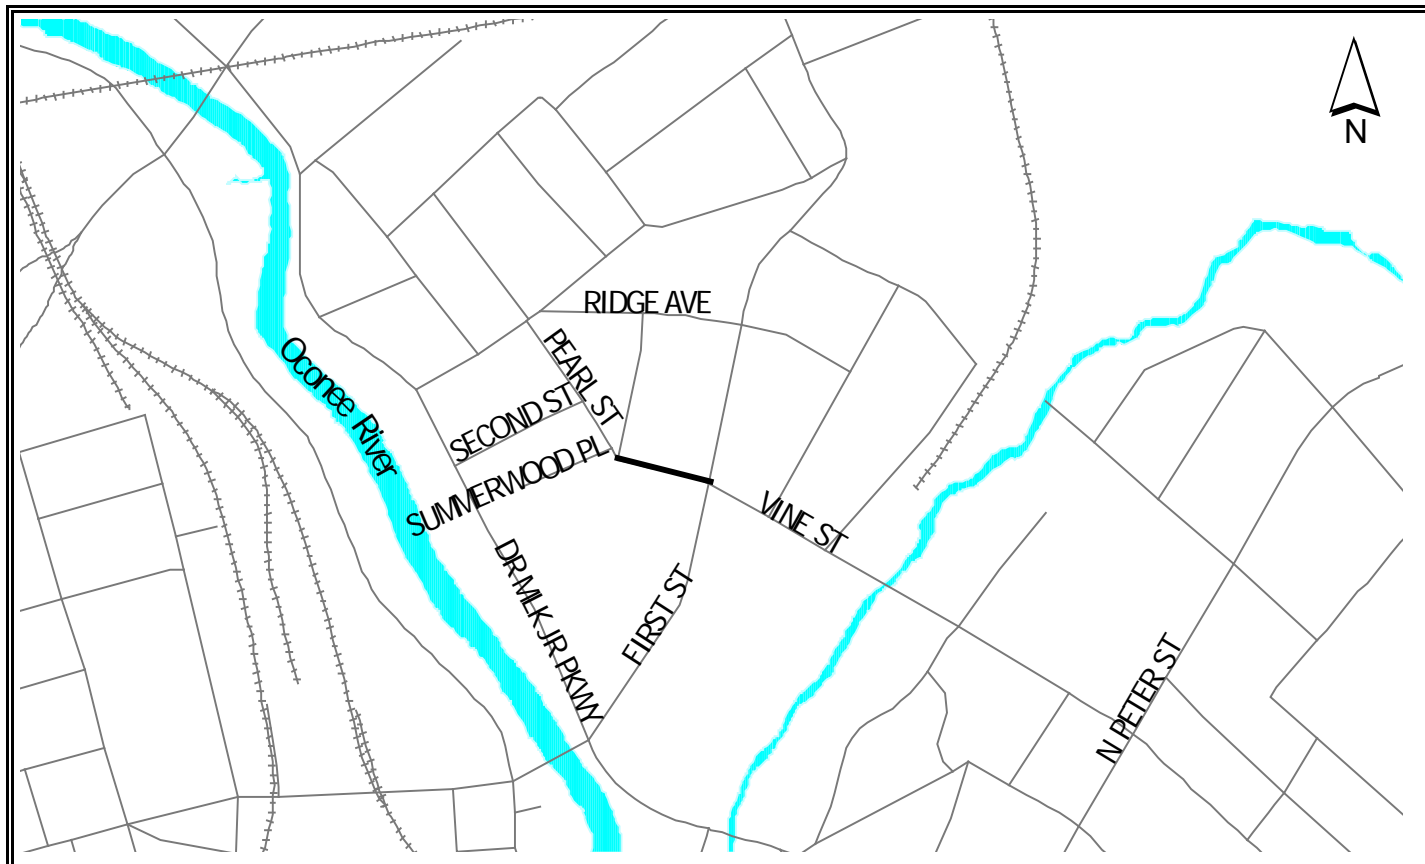 N
RIDGE AVE
PEARL ST
Oconee River
SECOND ST
SUMMERWOOD PL
VINE ST
DR MLK JR PKWY
FIRST ST
N PETER ST